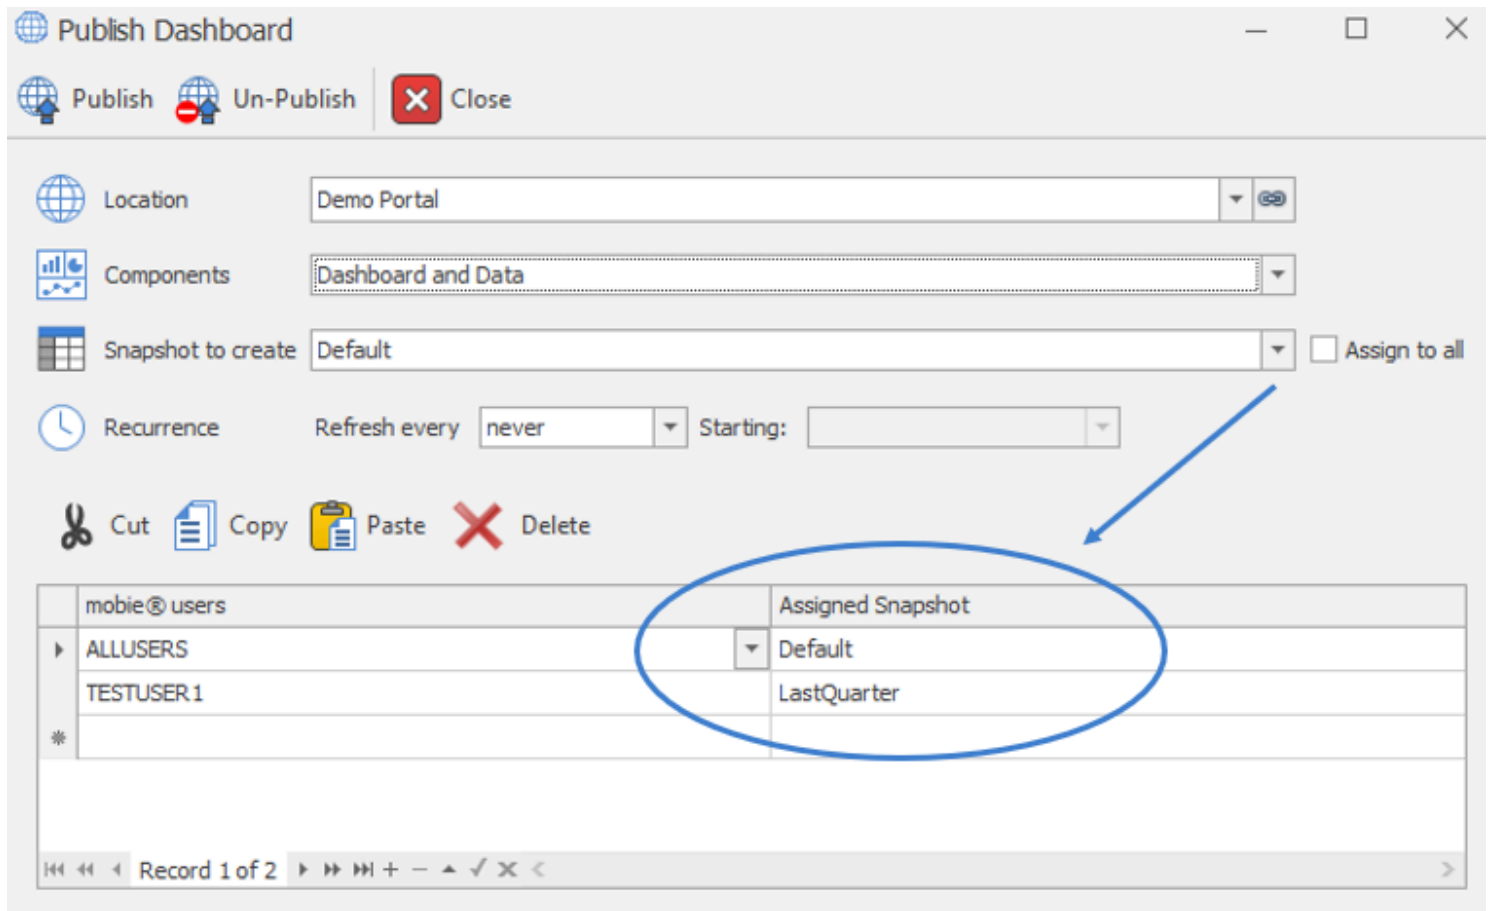 Publish Dashboard
Publish Un-Publish Close
Location Demo Portal
Components Dashboard and Data
Snapshot to create Default Assign to all
Recurrence Refresh every never Starting:
Cut Copy Paste Delete
mobie® users Assigned Snapshot
ALLUSERS Default
TESTUSER1 LastQuarter
Record 1 of 2